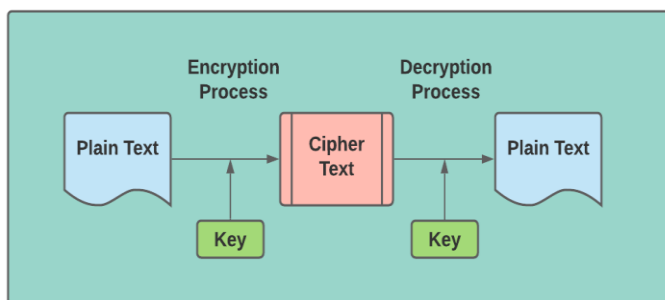 Encryption
Process
Decryption
Process
Plain Text
Cipher
Text
Plain Text
Key
Key